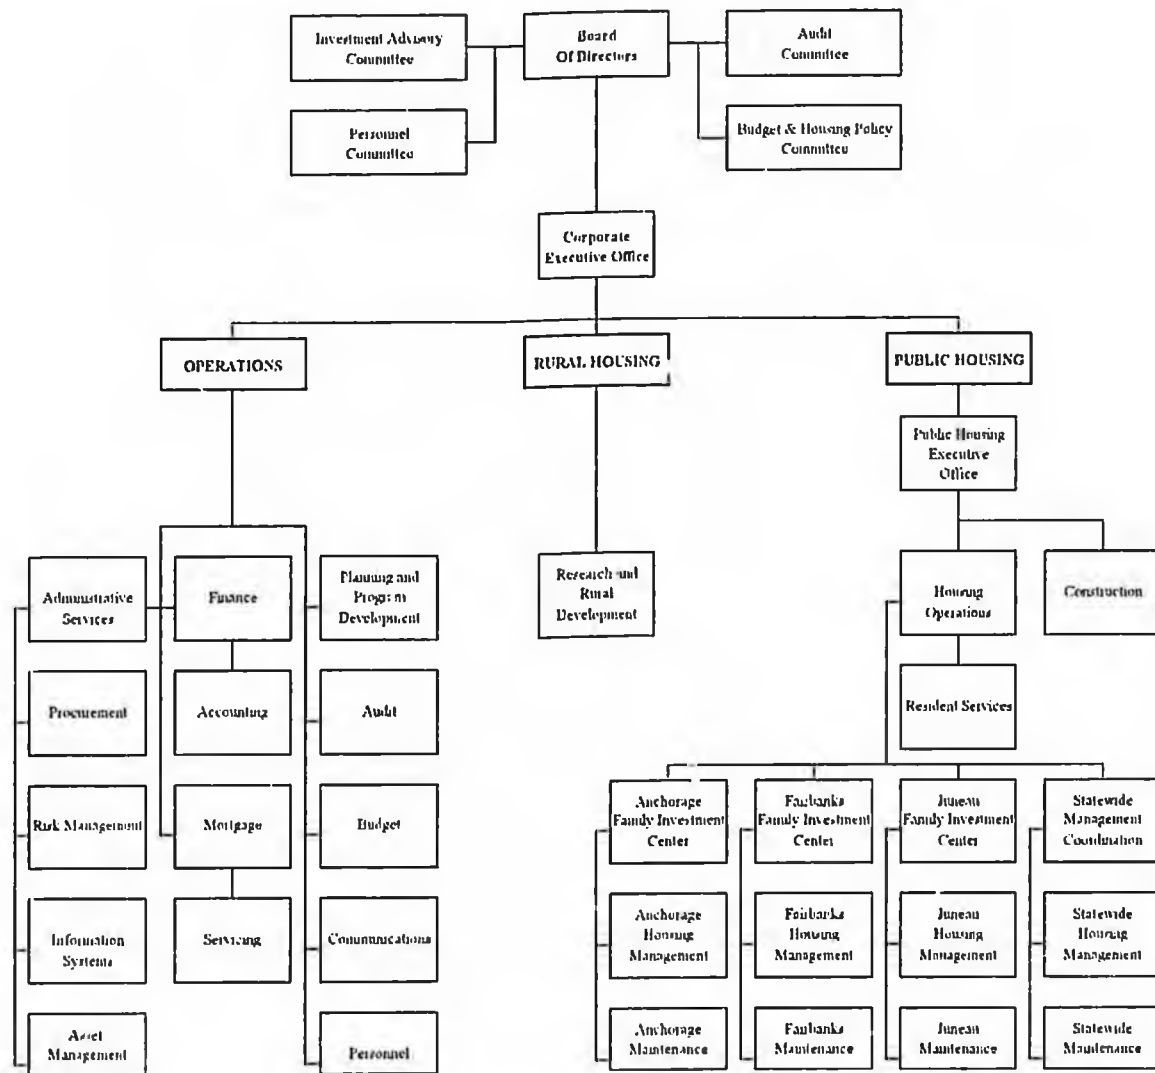 Investment Advisory
Committee
Board
Of Directors
Audit
Committee
Personnel
Committee
Budget & Housing Policy
Committee
Corporate
Executive Office
OPERATIONS
RURAL HOUSING
PUBLIC HOUSING
Public Housing
Executive
Office
Administrative
Services
Finance
Planning and
Program
Development
Research and
Rural
Development
Housing
Operations
Construction
Procurement
Accounting
Audit
Resident Services
Risk Management
Mortgage
Budget
Anchorage
Family Investment
Center
Fairbanks
Family Investment
Center
Juneau
Family Investment
Center
Statewide
Management
Coordination
Information
Systems
Servicing
Communications
Anchorage
Housing
Management
Fairbanks
Housing
Management
Juneau
Housing
Management
Statewide
Housing
Management
Asset
Management
Personnel
Anchorage
Maintenance
Fairbanks
Maintenance
Juneau
Maintenance
Statewide
Maintenance